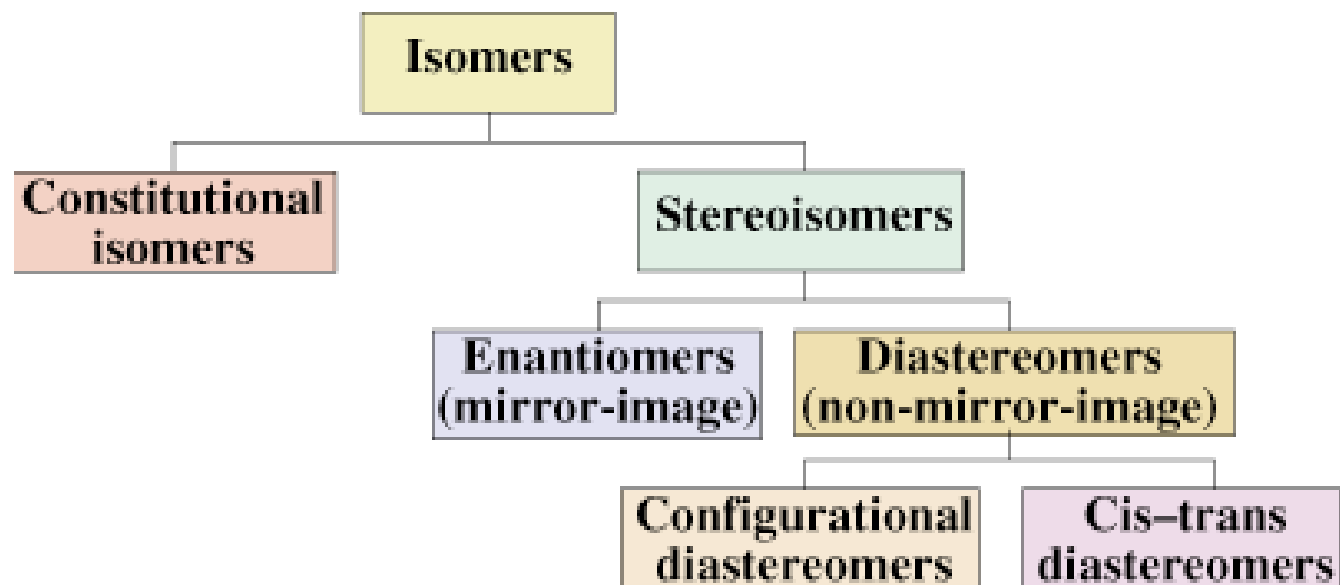 Isomers
Constitutional
isomers
Stereoisomers
Enantiomers
(mirror-image)
Diastereomers
(non-mirror-image)
Configurational
diastereomers
Cis–trans
diastereomers